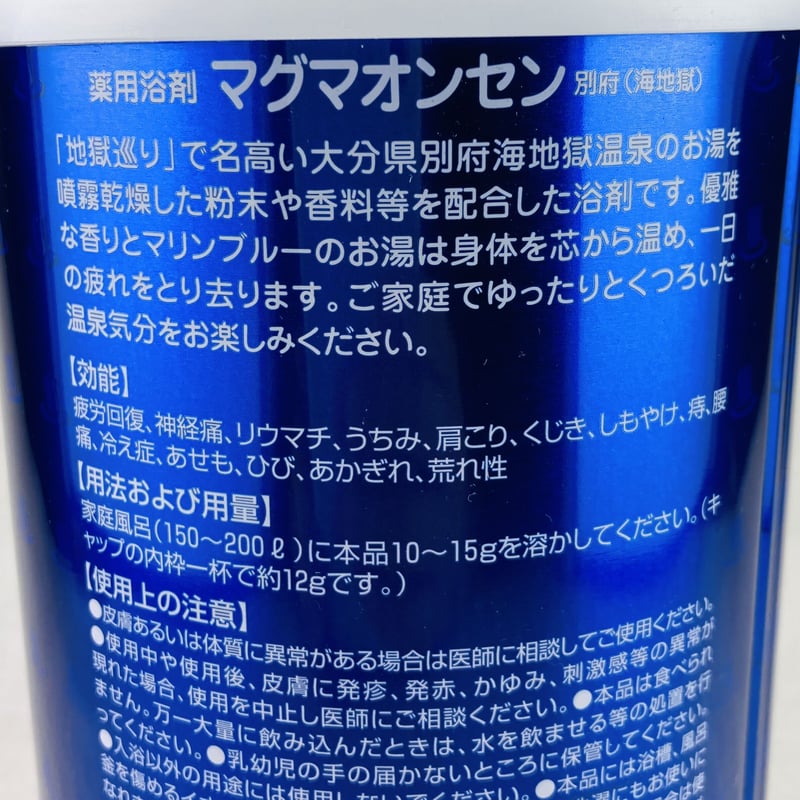 薬用浴剤 マグマオンセン 別府(海地獄)
「地獄巡り」で名高い大分県別府海地獄温泉のお湯を
噴霧乾燥した粉末や香料等を配合した浴剤です。優雅
な香りとマリンブルーのお湯は身体を芯から温め、一日
の疲れをとり去ります。ご家庭でゆったりとくつろいだ
温泉気分をお楽しみください。
【効能】
疲労回復、神経痛、リウマチ、うちみ、肩こり、くじき、しもやけ、痔、腰
痛、冷え症、あせも、ひび、あかぎれ、荒れ性
【用法および用量】
家庭風呂(150〜200ℓ)に本品10〜15gを溶かしてください。(キ
ャップの内枠一杯で約12gです。)
【使用上の注意】
●皮膚あるいは体質に異常がある場合は医師に相談してご使用ください。
●使用中や使用後、皮膚に発疹、発赤、かゆみ、刺激感等の異常が
現れた場合、使用を中止し医師にご相談ください。●本品は食べられ
ません。万一大量に飲み込んだときは、水を飲ませる等の処置を行
ってください。●乳幼児の手の届かないところに保管してください。
●入浴以外の用途には使用しないでください。●本品には浴槽、風呂
釜を傷めるイオ